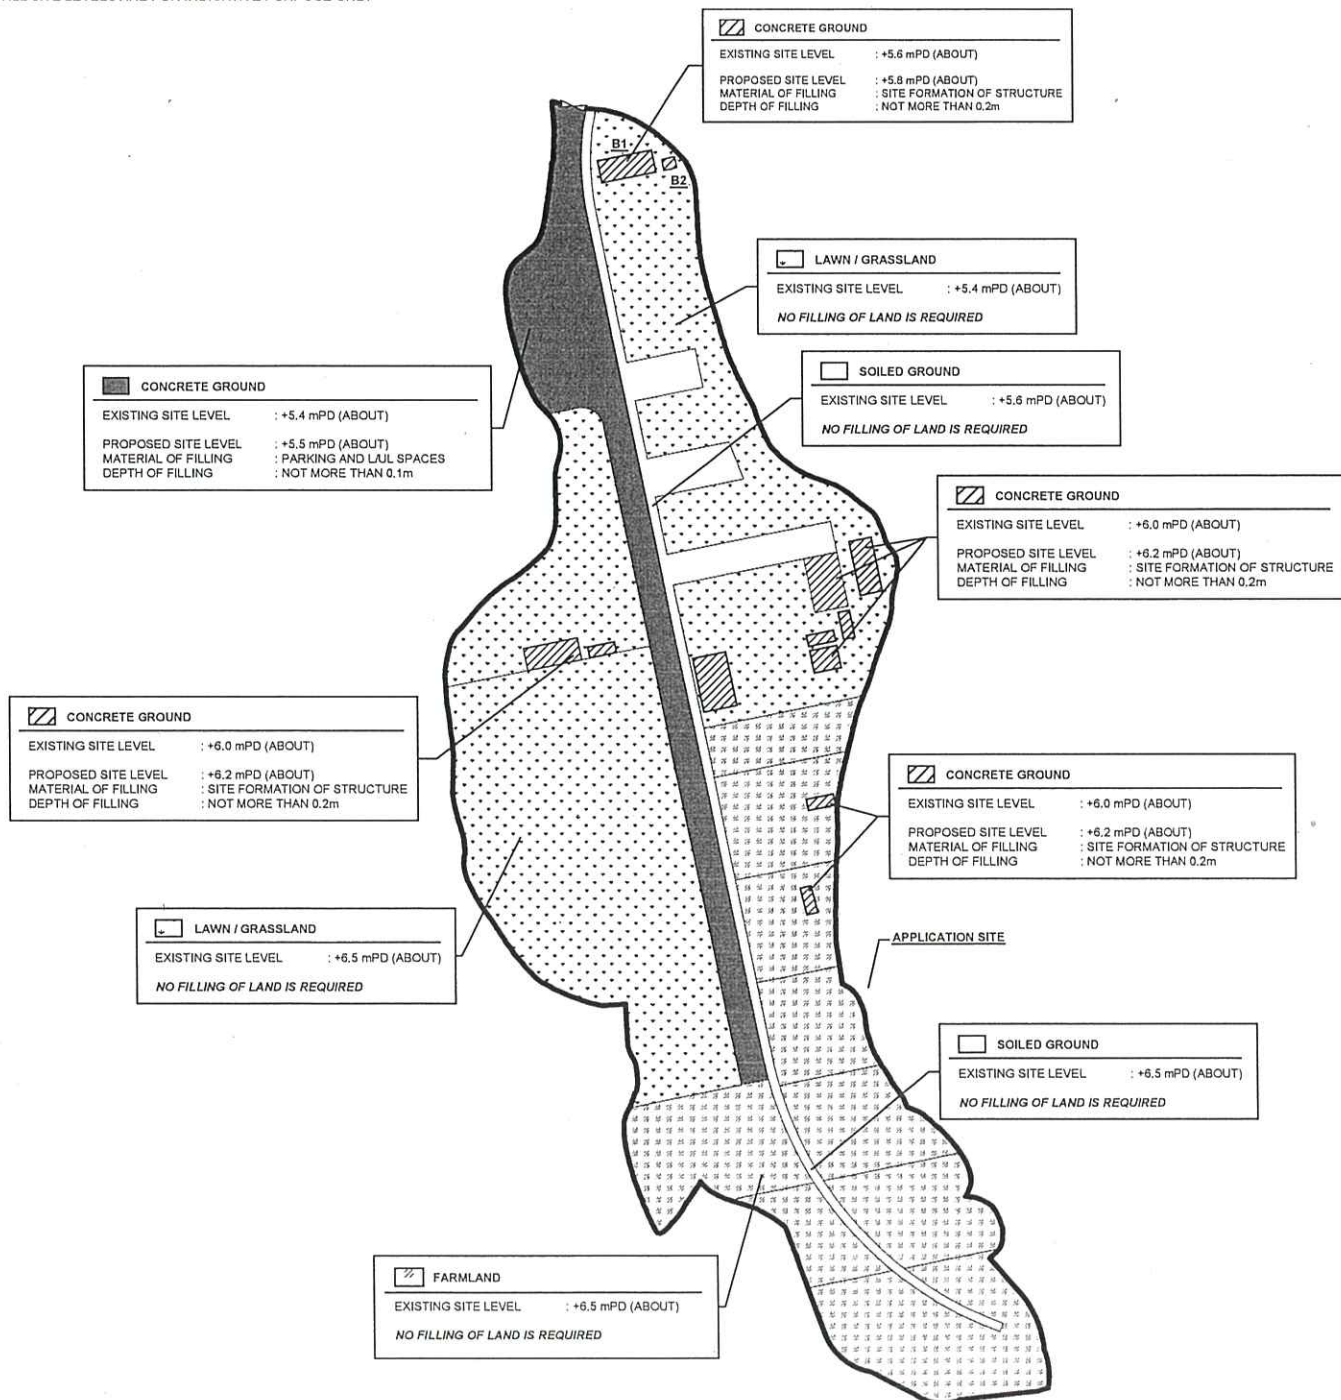 CONCRETE GROUND
EXISTING SITE LEVEL : +5.6 mPD (ABOUT)
PROPOSED SITE LEVEL : +5.8 mPD (ABOUT)
MATERIAL OF FILLING : SITE FORMATION OF STRUCTURE
DEPTH OF FILLING : NOT MORE THAN 0.2m
B1
B2
LAWN / GRASSLAND
EXISTING SITE LEVEL : +5.4 mPD (ABOUT)
NO FILLING OF LAND IS REQUIRED
SOILED GROUND
EXISTING SITE LEVEL : +5.6 mPD (ABOUT)
NO FILLING OF LAND IS REQUIRED
CONCRETE GROUND
EXISTING SITE LEVEL : +5.4 mPD (ABOUT)
PROPOSED SITE LEVEL : +5.5 mPD (ABOUT)
MATERIAL OF FILLING : PARKING AND L/UL SPACES
DEPTH OF FILLING : NOT MORE THAN 0.1m
CONCRETE GROUND
EXISTING SITE LEVEL : +6.0 mPD (ABOUT)
PROPOSED SITE LEVEL : +6.2 mPD (ABOUT)
MATERIAL OF FILLING : SITE FORMATION OF STRUCTURE
DEPTH OF FILLING : NOT MORE THAN 0.2m
CONCRETE GROUND
EXISTING SITE LEVEL : +6.0 mPD (ABOUT)
PROPOSED SITE LEVEL : +6.2 mPD (ABOUT)
MATERIAL OF FILLING : SITE FORMATION OF STRUCTURE
DEPTH OF FILLING : NOT MORE THAN 0.2m
CONCRETE GROUND
EXISTING SITE LEVEL : +6.0 mPD (ABOUT)
PROPOSED SITE LEVEL : +6.2 mPD (ABOUT)
MATERIAL OF FILLING : SITE FORMATION OF STRUCTURE
DEPTH OF FILLING : NOT MORE THAN 0.2m
LAWN / GRASSLAND
EXISTING SITE LEVEL : +6.5 mPD (ABOUT)
NO FILLING OF LAND IS REQUIRED
APPLICATION SITE
SOILED GROUND
EXISTING SITE LEVEL : +6.5 mPD (ABOUT)
NO FILLING OF LAND IS REQUIRED
FARMLAND
EXISTING SITE LEVEL : +6.5 mPD (ABOUT)
NO FILLING OF LAND IS REQUIRED